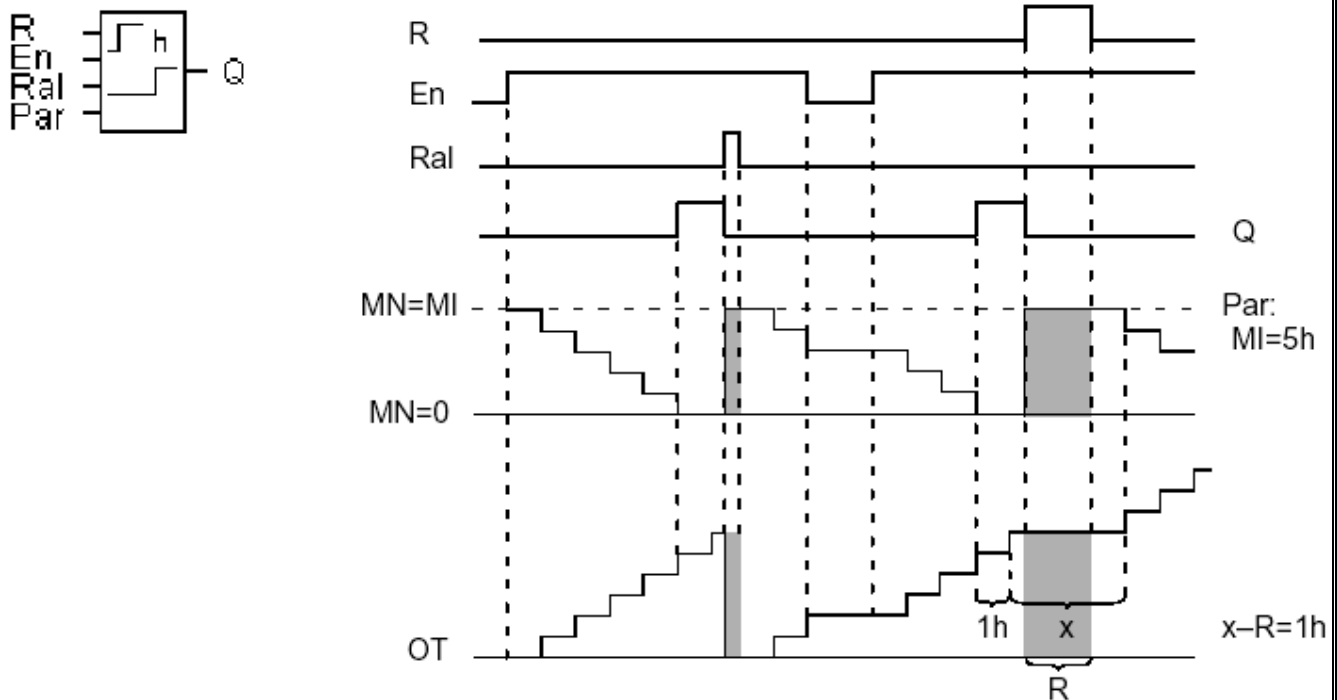 R
En
Ral
Par
h
Q
R
En
Ral
Q
MN=MI
Par:
MI=5h
MN=0
OT
1h
x
x–R=1h
R